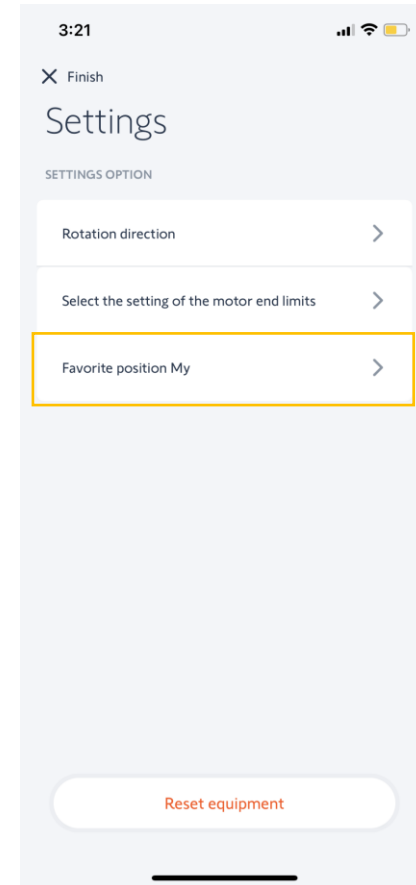 3:21
Finish
Settings
SETTINGS OPTION
Rotation direction
Select the setting of the motor end limits
Favorite position My
Reset equipment